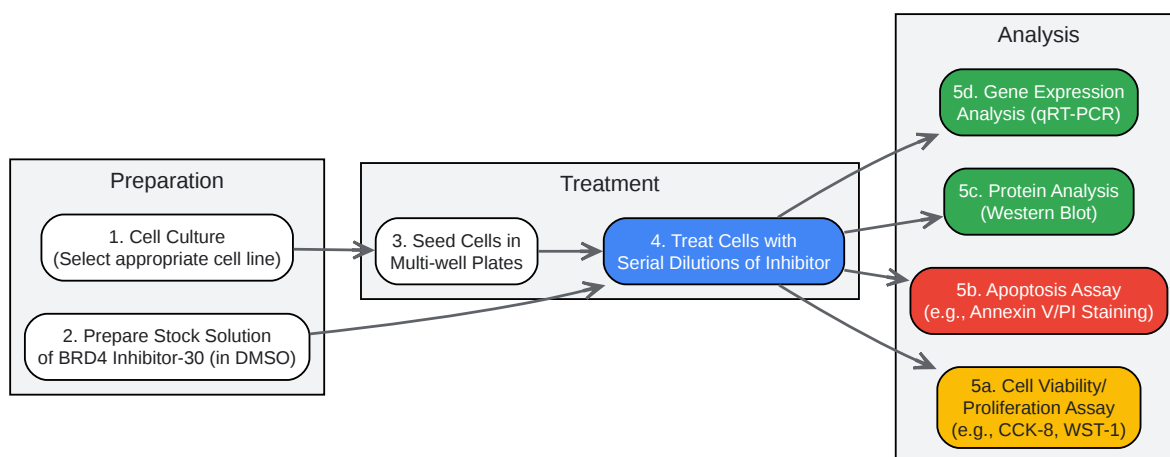 Preparation
1. Cell Culture
(Select appropriate cell line)
2. Prepare Stock Solution
of BRD4 Inhibitor-30 (in DMSO)
Treatment
3. Seed Cells in
Multi-well Plates
4. Treat Cells with
Serial Dilutions of Inhibitor
Analysis
5d. Gene Expression
Analysis (qRT-PCR)
5c. Protein Analysis
(Western Blot)
5b. Apoptosis Assay
(e.g., Annexin V/PI Staining)
5a. Cell Viability/
Proliferation Assay
(e.g., CCK-8, WST-1)